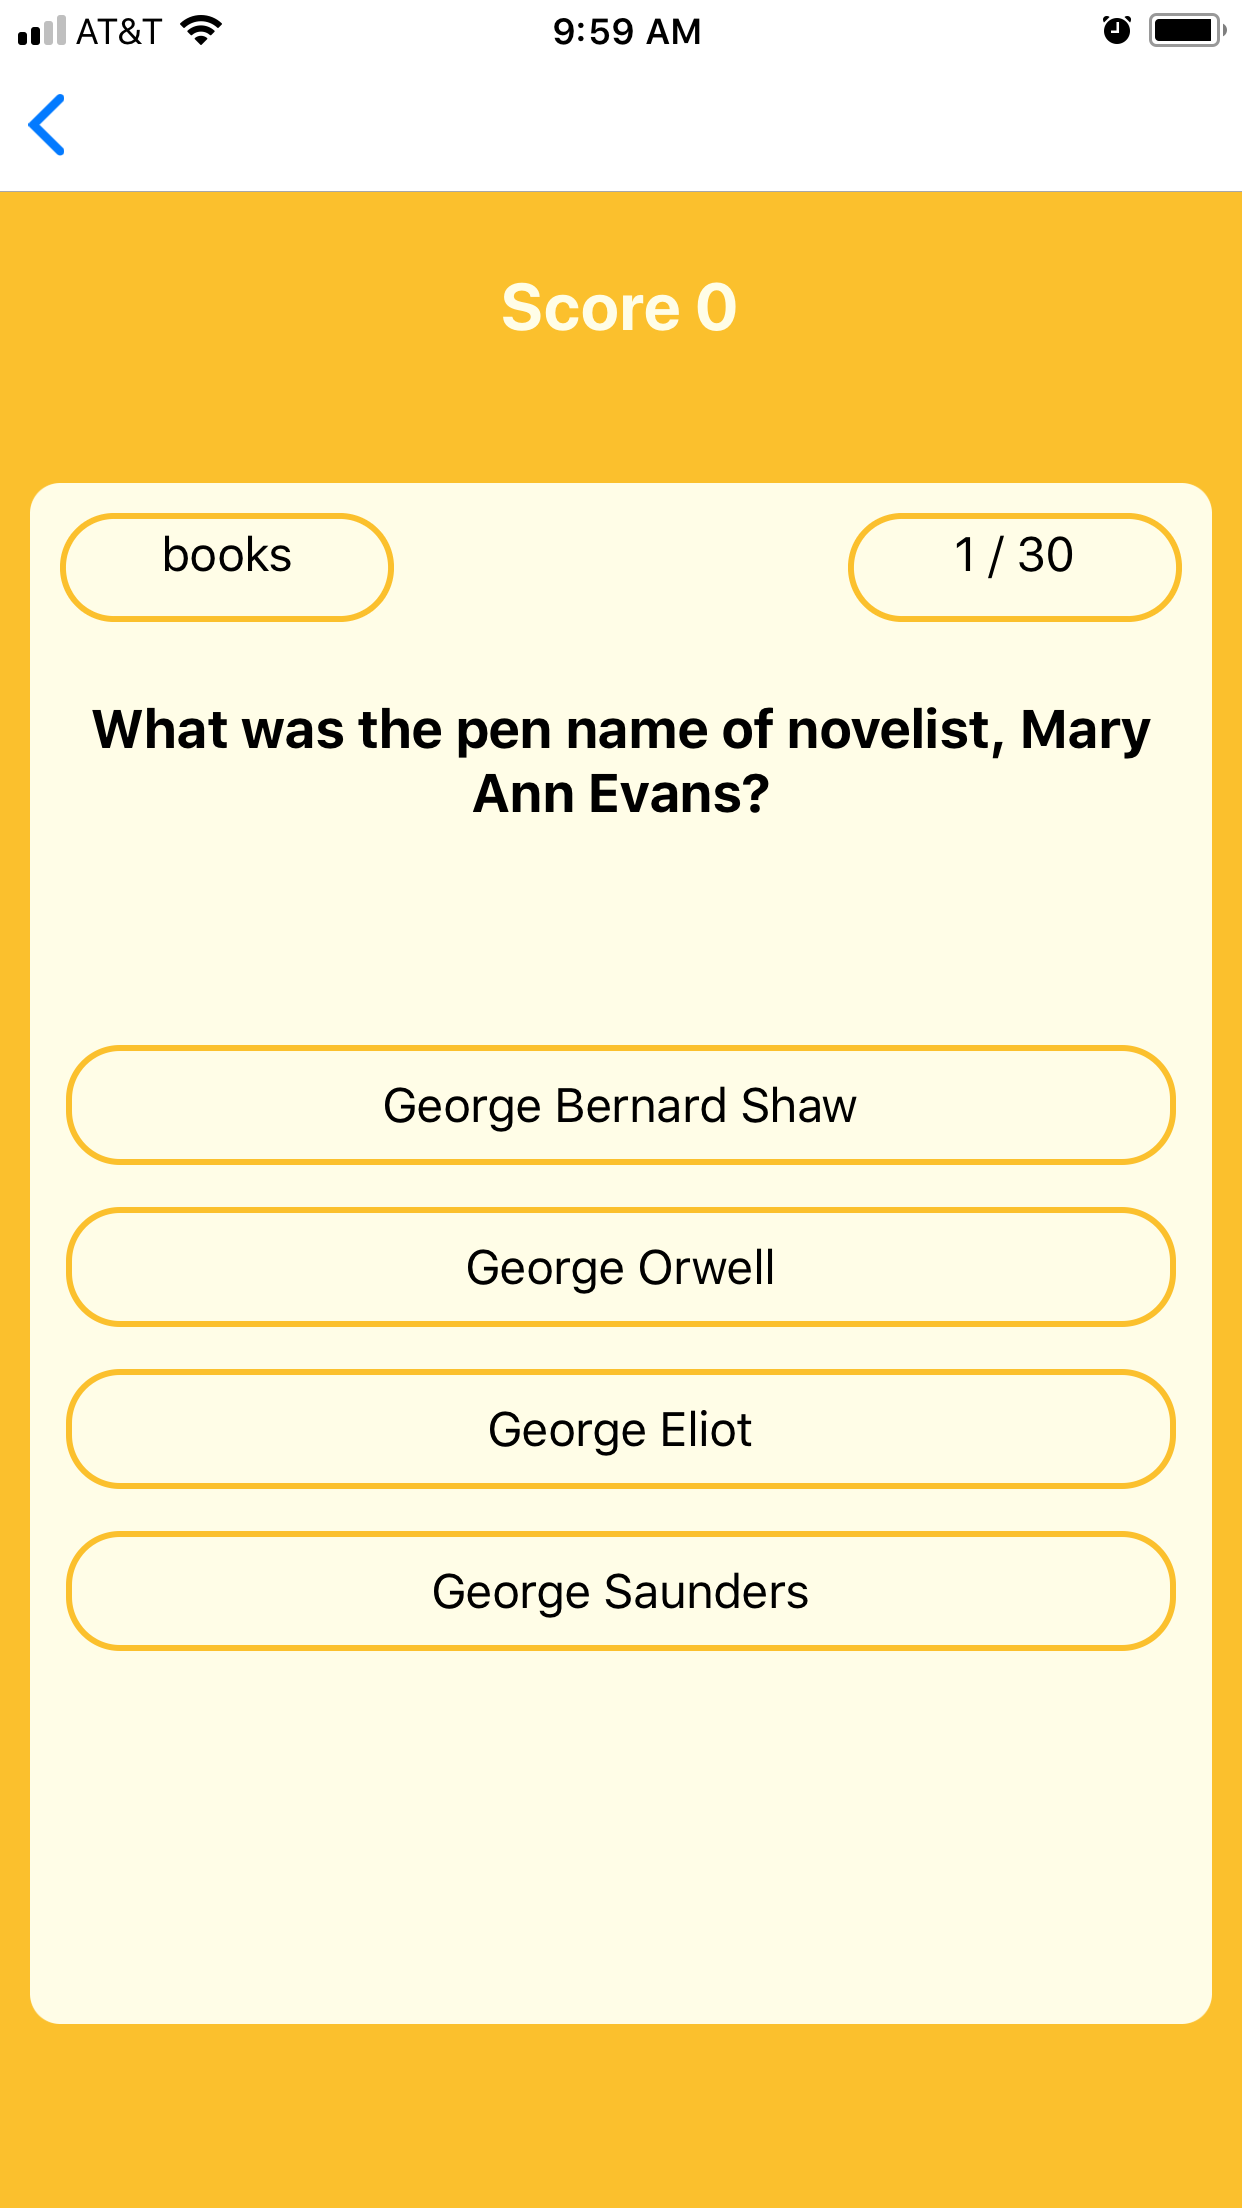 AT&T
9:59 AM
Score 0
books
1 / 30
What was the pen name of novelist, Mary
Ann Evans?
George Bernard Shaw
George Orwell
George Eliot
George Saunders